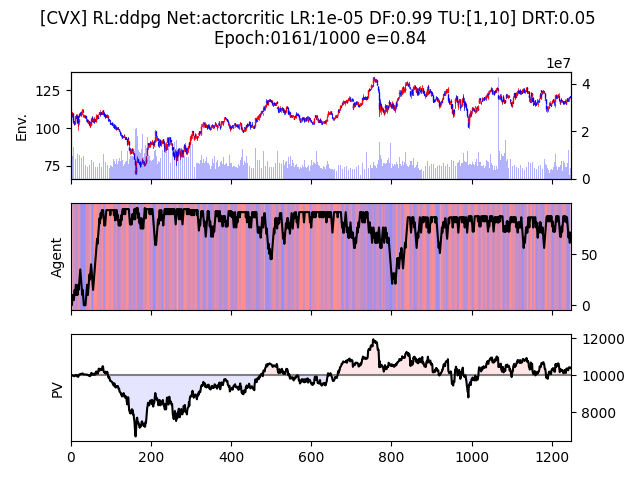 [CVX] RL:ddpg Net:actorcritic LR:1e-05 DF:0.99 TU:[1,10] DRT:0.05
Epoch:0161/1000 e=0.84
1e7
Env.
125
100
75
4
2
0
Agent
50
0
PV
12000
10000
8000
0 200 400 600 800 1000 1200